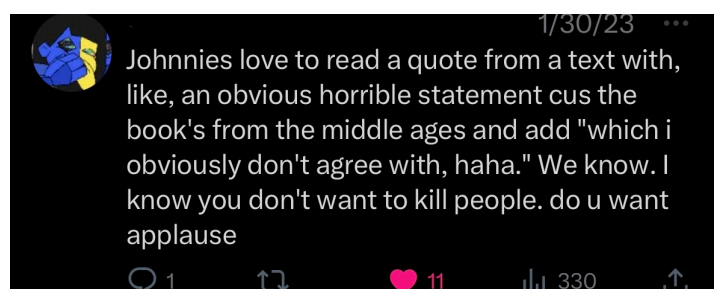 1/30/23
Johnnies love to read a quote from a text with,
like, an obvious horrible statement cus the
book's from the middle ages and add "which i
obviously don't agree with, haha." We know. I
know you don't want to kill people. do u want
applause
1 11 330